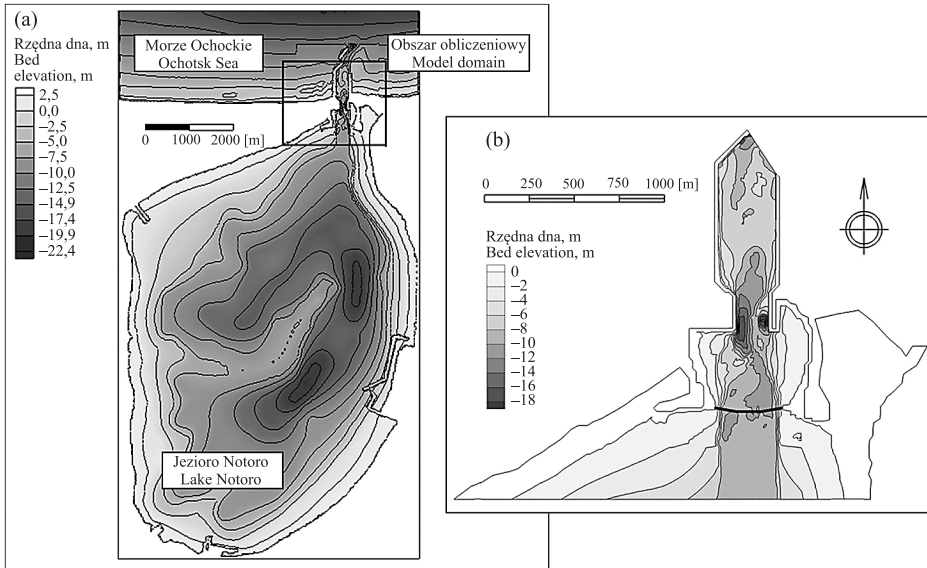 (a)
Rzędna dna, m
Bed
elevation, m
2,5
0,0
–2,5
–5,0
–7,5
–10,0
–12,5
–14,9
–17,4
–19,9
–22,4
Morze Ochockie
Ochotsk Sea
Obszar obliczeniowy
Model domain
0 1000 2000 [m]
Jezioro Notoro
Lake Notoro
(b)
0 250 500 750 1000 [m]
Rzędna dna, m
Bed elevation, m
0
–2
–4
–6
–8
–10
–12
–14
–16
–18